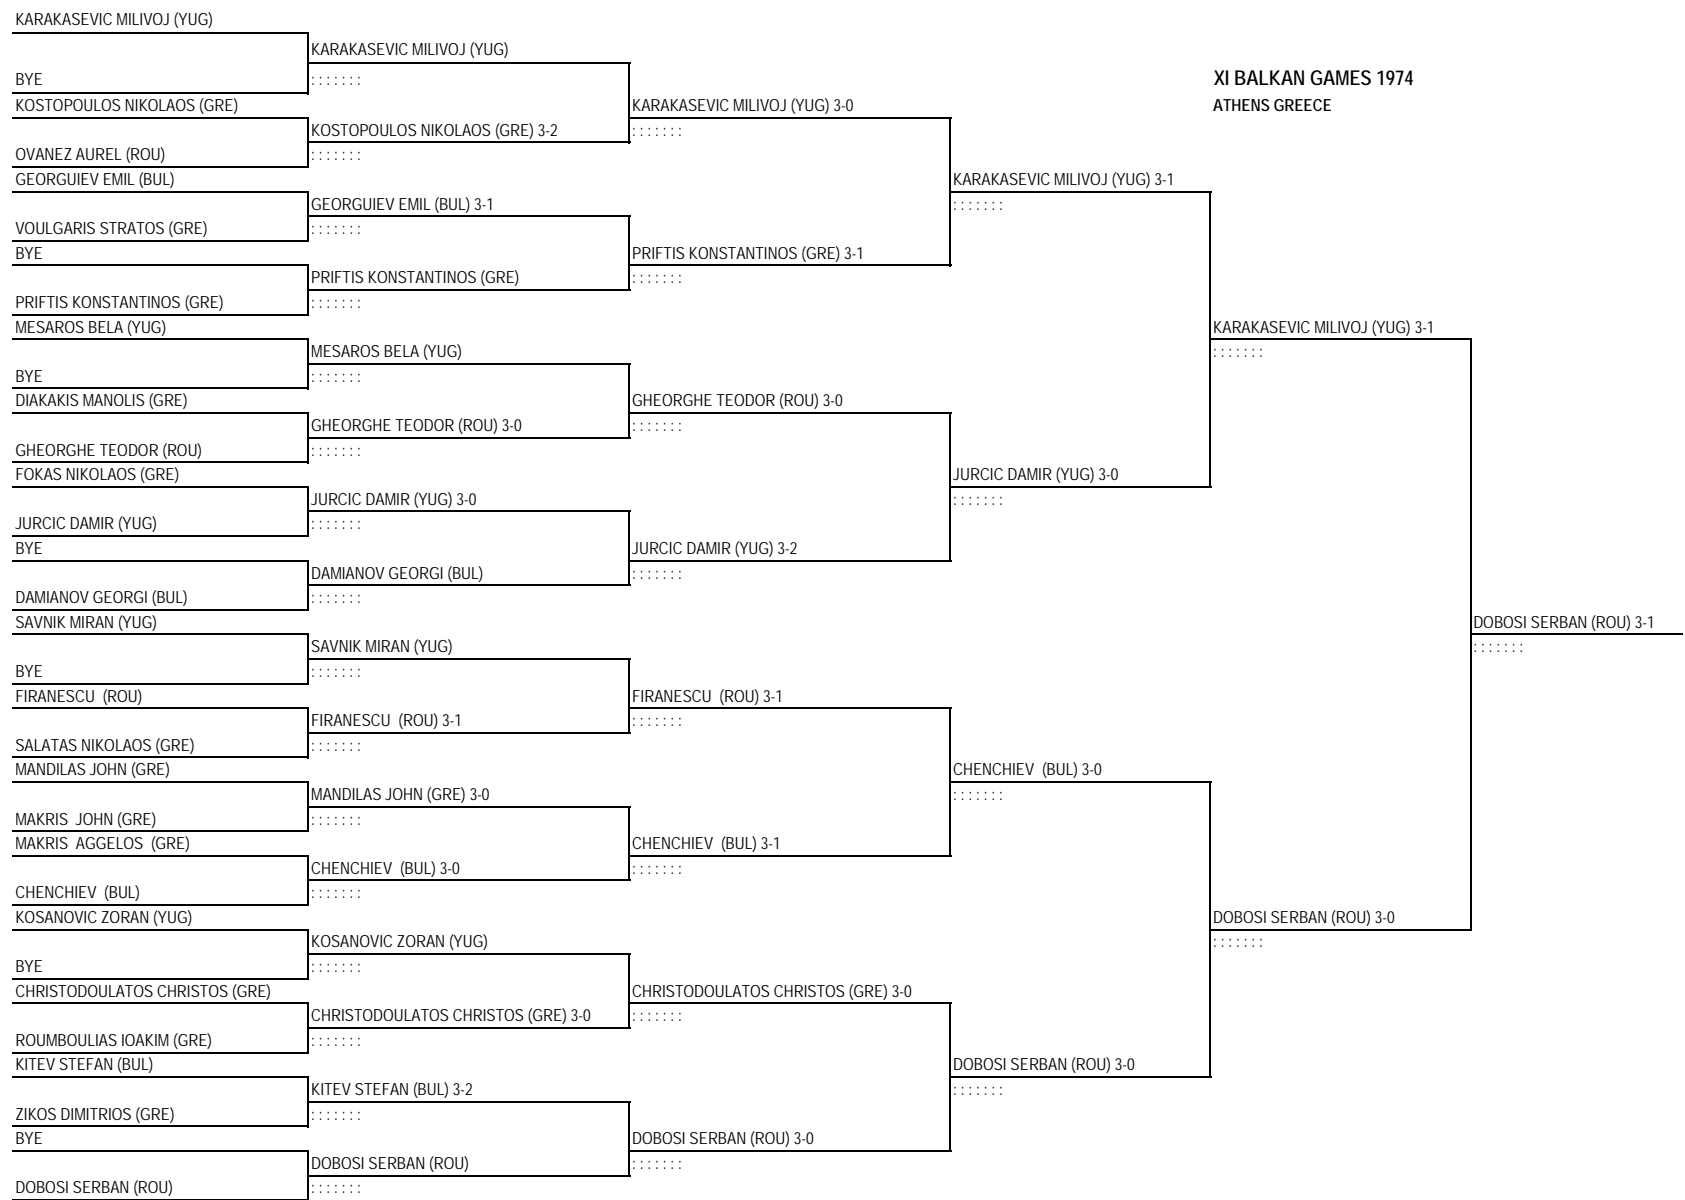 KARAKASEVIC MILIVOJ (YUG)
BYE
KOSTOPOULOS NIKOLAOS (GRE)
OVANEZ AUREL (ROU)
GEORGUIEV EMIL (BUL)
VOULGARIS STRATOS (GRE)
BYE
PRIFTIS KONSTANTINOS (GRE)
MESAROS BELA (YUG)
BYE
DIAKAKIS MANOLIS (GRE)
GHEORGHE TEODOR (ROU)
FOKAS NIKOLAOS (GRE)
JURCIC DAMIR (YUG)
BYE
DAMIANOV GEORGI (BUL)
SAVNIK MIRAN (YUG)
BYE
FIRANESCU (ROU)
SALATAS NIKOLAOS (GRE)
MANDILAS JOHN (GRE)
MAKRIS JOHN (GRE)
MAKRIS AGGELOS (GRE)
CHENCHIEV (BUL)
KOSANOVIC ZORAN (YUG)
BYE
CHRISTODOULATOS CHRISTOS (GRE)
ROUMBOULIAS IOAKIM (GRE)
KITEV STEFAN (BUL)
ZIKOS DIMITRIOS (GRE)
BYE
DOBOSI SERBAN (ROU)
KARAKASEVIC MILIVOJ (YUG)
: : : : : : :
KOSTOPOULOS NIKOLAOS (GRE) 3-2
: : : : : : :
GEORGUIEV EMIL (BUL) 3-1
: : : : : : :
PRIFTIS KONSTANTINOS (GRE)
: : : : : : :
MESAROS BELA (YUG)
: : : : : : :
GHEORGHE TEODOR (ROU) 3-0
: : : : : : :
JURCIC DAMIR (YUG) 3-0
: : : : : : :
DAMIANOV GEORGI (BUL)
: : : : : : :
SAVNIK MIRAN (YUG)
: : : : : : :
FIRANESCU (ROU) 3-1
: : : : : : :
MANDILAS JOHN (GRE) 3-0
: : : : : : :
CHENCHIEV (BUL) 3-0
: : : : : : :
KOSANOVIC ZORAN (YUG)
: : : : : : :
CHRISTODOULATOS CHRISTOS (GRE) 3-0
: : : : : : :
KITEV STEFAN (BUL) 3-2
: : : : : : :
DOBOSI SERBAN (ROU)
: : : : : : :
KARAKASEVIC MILIVOJ (YUG) 3-0
: : : : : : :
PRIFTIS KONSTANTINOS (GRE) 3-1
: : : : : : :
GHEORGHE TEODOR (ROU) 3-0
: : : : : : :
JURCIC DAMIR (YUG) 3-2
: : : : : : :
FIRANESCU (ROU) 3-1
: : : : : : :
CHENCHIEV (BUL) 3-1
: : : : : : :
CHRISTODOULATOS CHRISTOS (GRE) 3-0
: : : : : : :
DOBOSI SERBAN (ROU) 3-0
: : : : : : :
KARAKASEVIC MILIVOJ (YUG) 3-1
: : : : : : :
JURCIC DAMIR (YUG) 3-0
: : : : : : :
CHENCHIEV (BUL) 3-0
: : : : : : :
DOBOSI SERBAN (ROU) 3-0
: : : : : : :
XI BALKAN GAMES 1974
ATHENS GREECE
KARAKASEVIC MILIVOJ (YUG) 3-1
: : : : : : :
DOBOSI SERBAN (ROU) 3-0
: : : : : : :
DOBOSI SERBAN (ROU) 3-1
: : : : : : :